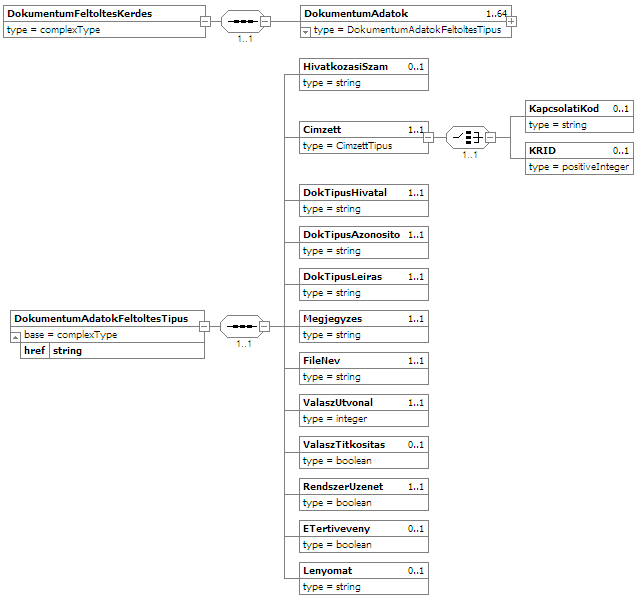 DokumentumFeltoltesKerdes
type = complexType
1..1
DokumentumAdatok 1..64
type = DokumentumAdatokFeltoltesTipus
HivatkozasiSzam 0..1
type = string
Cimzett 1..1
type = CimzettTipus
1..1
KapcsolatiKod 0..1
type = string
KRID 0..1
type = positiveInteger
DokTipusHivatal 1..1
type = string
DokTipusAzonosito 1..1
type = string
DokTipusLeiras 1..1
type = string
DokumentumAdatokFeltoltesTipus
base = complexType
href string
1..1
Megjegyzes 1..1
type = string
FileNev 1..1
type = string
ValaszUtvonal 1..1
type = integer
ValaszTitkositas 0..1
type = boolean
RendszerUzenet 1..1
type = boolean
ETertiveveny 0..1
type = boolean
Lenyomat 0..1
type = string